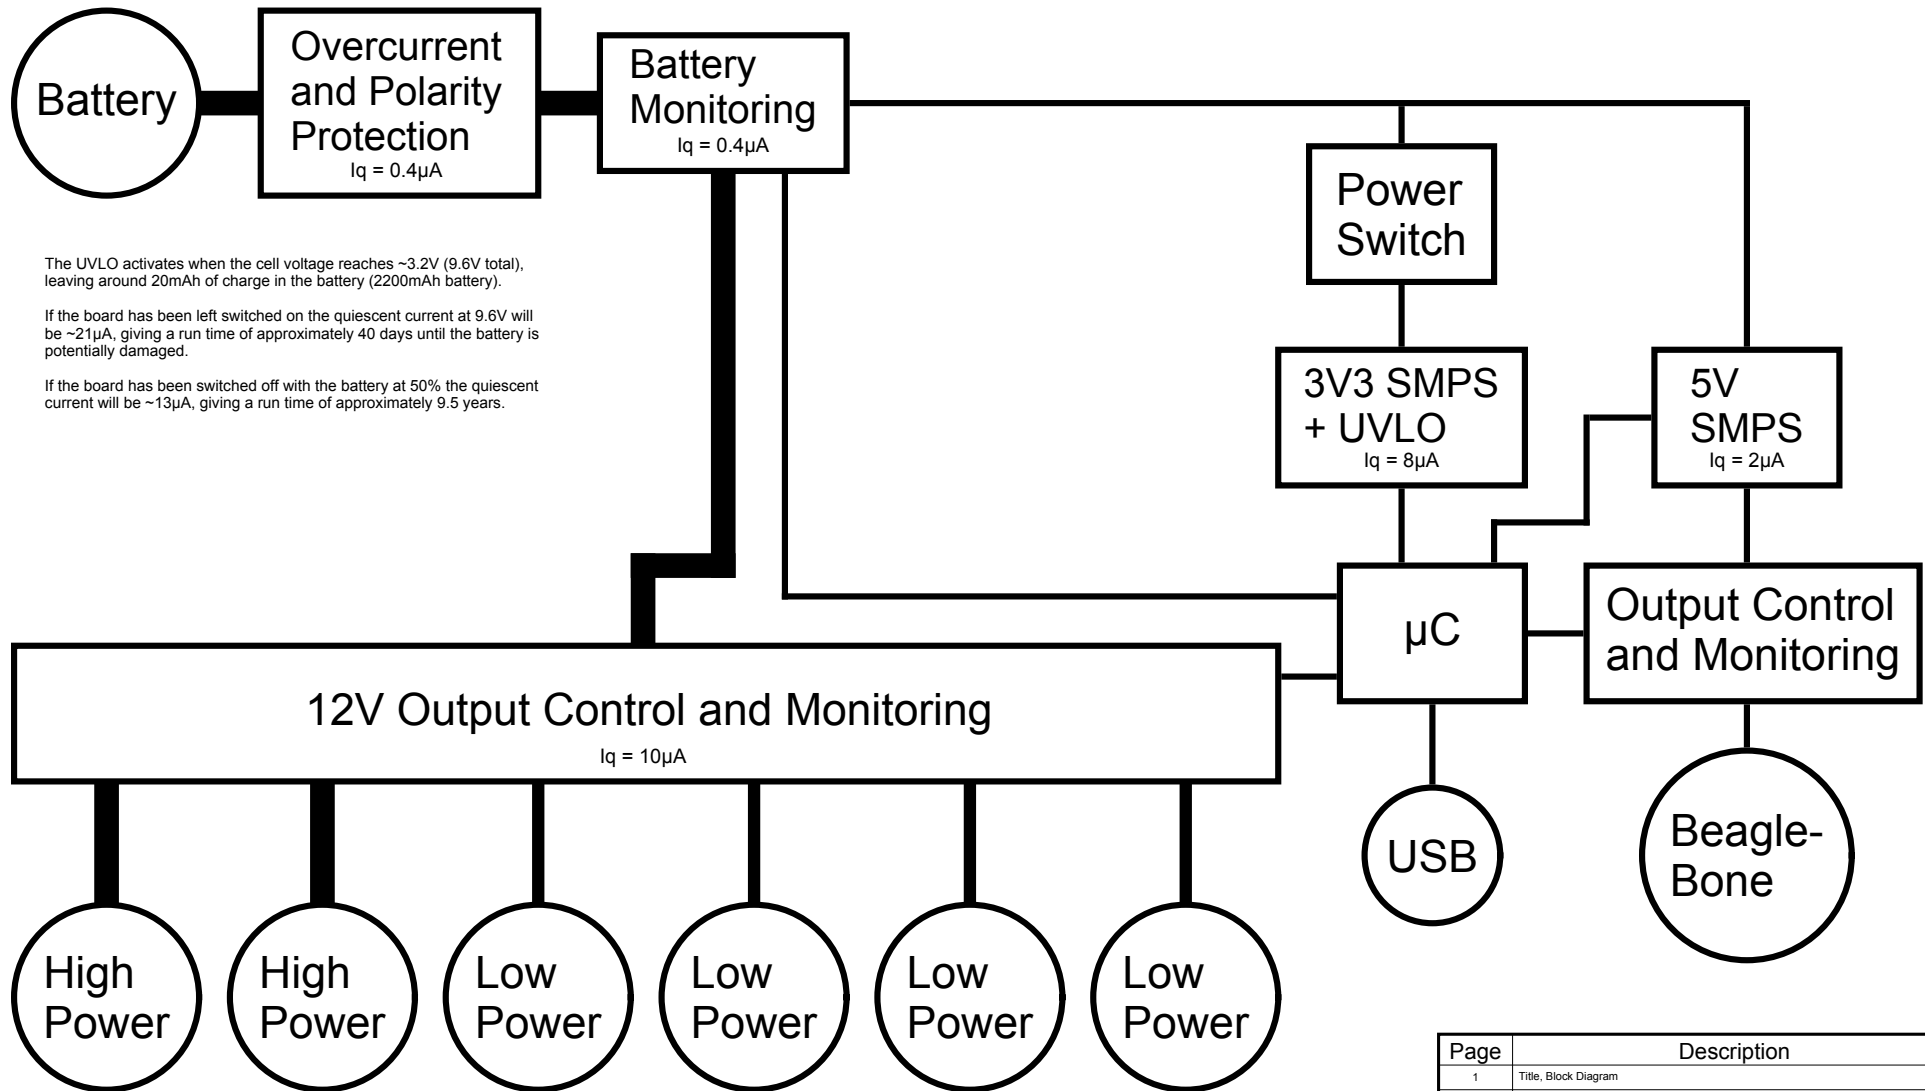 Battery
Overcurrent
and Polarity
Protection
Iq = 0.4µA
Battery
Monitoring
Iq = 0.4µA
Power
Switch
The UVLO activates when the cell voltage reaches ~3.2V (9.6V total),
leaving around 20mAh of charge in the battery (2200mAh battery).
If the board has been left switched on the quiescent current at 9.6V will
be ~21µA, giving a run time of approximately 40 days until the battery is
potentially damaged.
If the board has been switched off with the battery at 50% the quiescent
current will be ~13µA, giving a run time of approximately 9.5 years.
3V3 SMPS
+ UVLO
Iq = 8µA
5V
SMPS
Iq = 2µA
µC
Output Control
and Monitoring
12V Output Control and Monitoring
Iq = 10µA
USB
Beagle-
Bone
High
Power
High
Power
Low
Power
Low
Power
Low
Power
Low
Power
Page Description
1 Title, Block Diagram